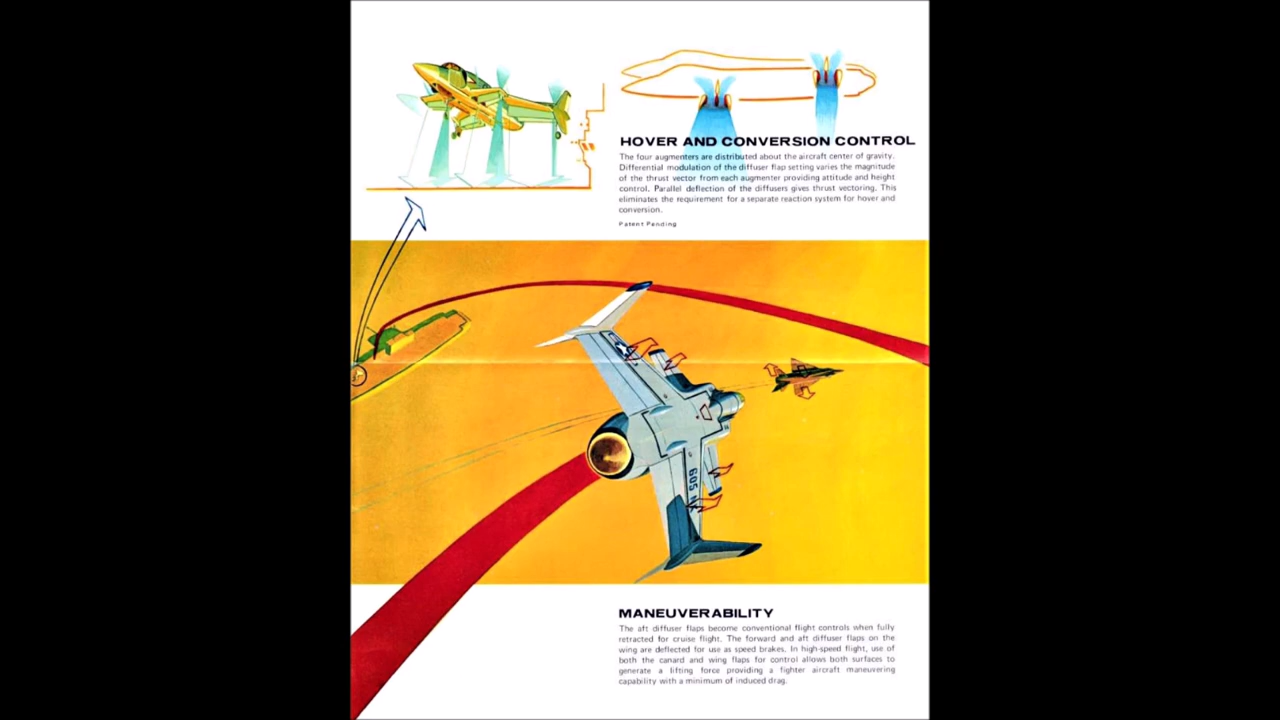 HOVER AND CONVERSION CONTROL
The four augmenters are distributed about the aircraft center of gravity.
Differential modulation of the diffuser flap setting varies the magnitude
of the thrust vector from each augmenter providing attitude and height
control. Parallel deflection of the diffusers gives thrust vectoring. This
eliminates the requirement for a separate reaction system for hover and
conversion.
Patent Pending
605 N
MANEUVERABILITY
The aft diffuser flaps become conventional flight controls when fully
retracted for cruise flight. The forward and aft diffuser flaps on the
wing are deflected for use as speed brakes. In high-speed flight, use of
both the canard and wing flaps for control allows both surfaces to
generate a lifting force providing a fighter aircraft maneuvering
capability with a minimum of induced drag.